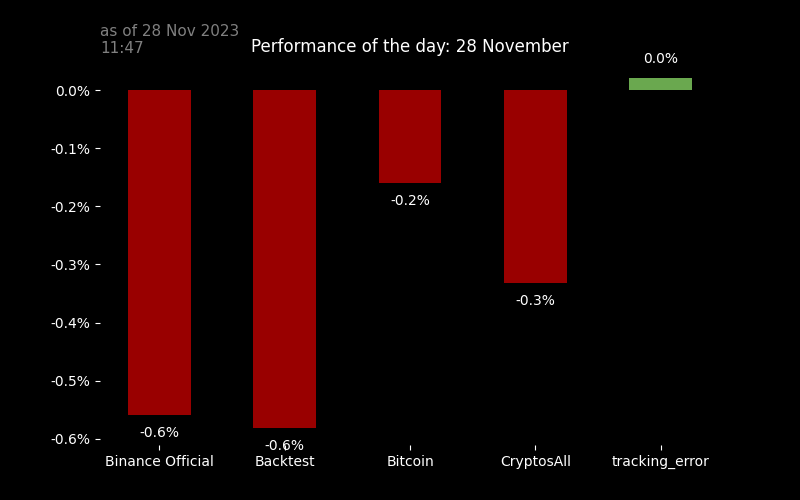 as of 28 Nov 2023
11:47
Performance of the day: 28 November
0.0%
0.0%
-0.1%
-0.2%
-0.3%
-0.4%
-0.5%
-0.6%
-0.6%
-0.6%
-0.2%
-0.3%
Binance Official
Backtest
Bitcoin
CryptosAll
tracking_error